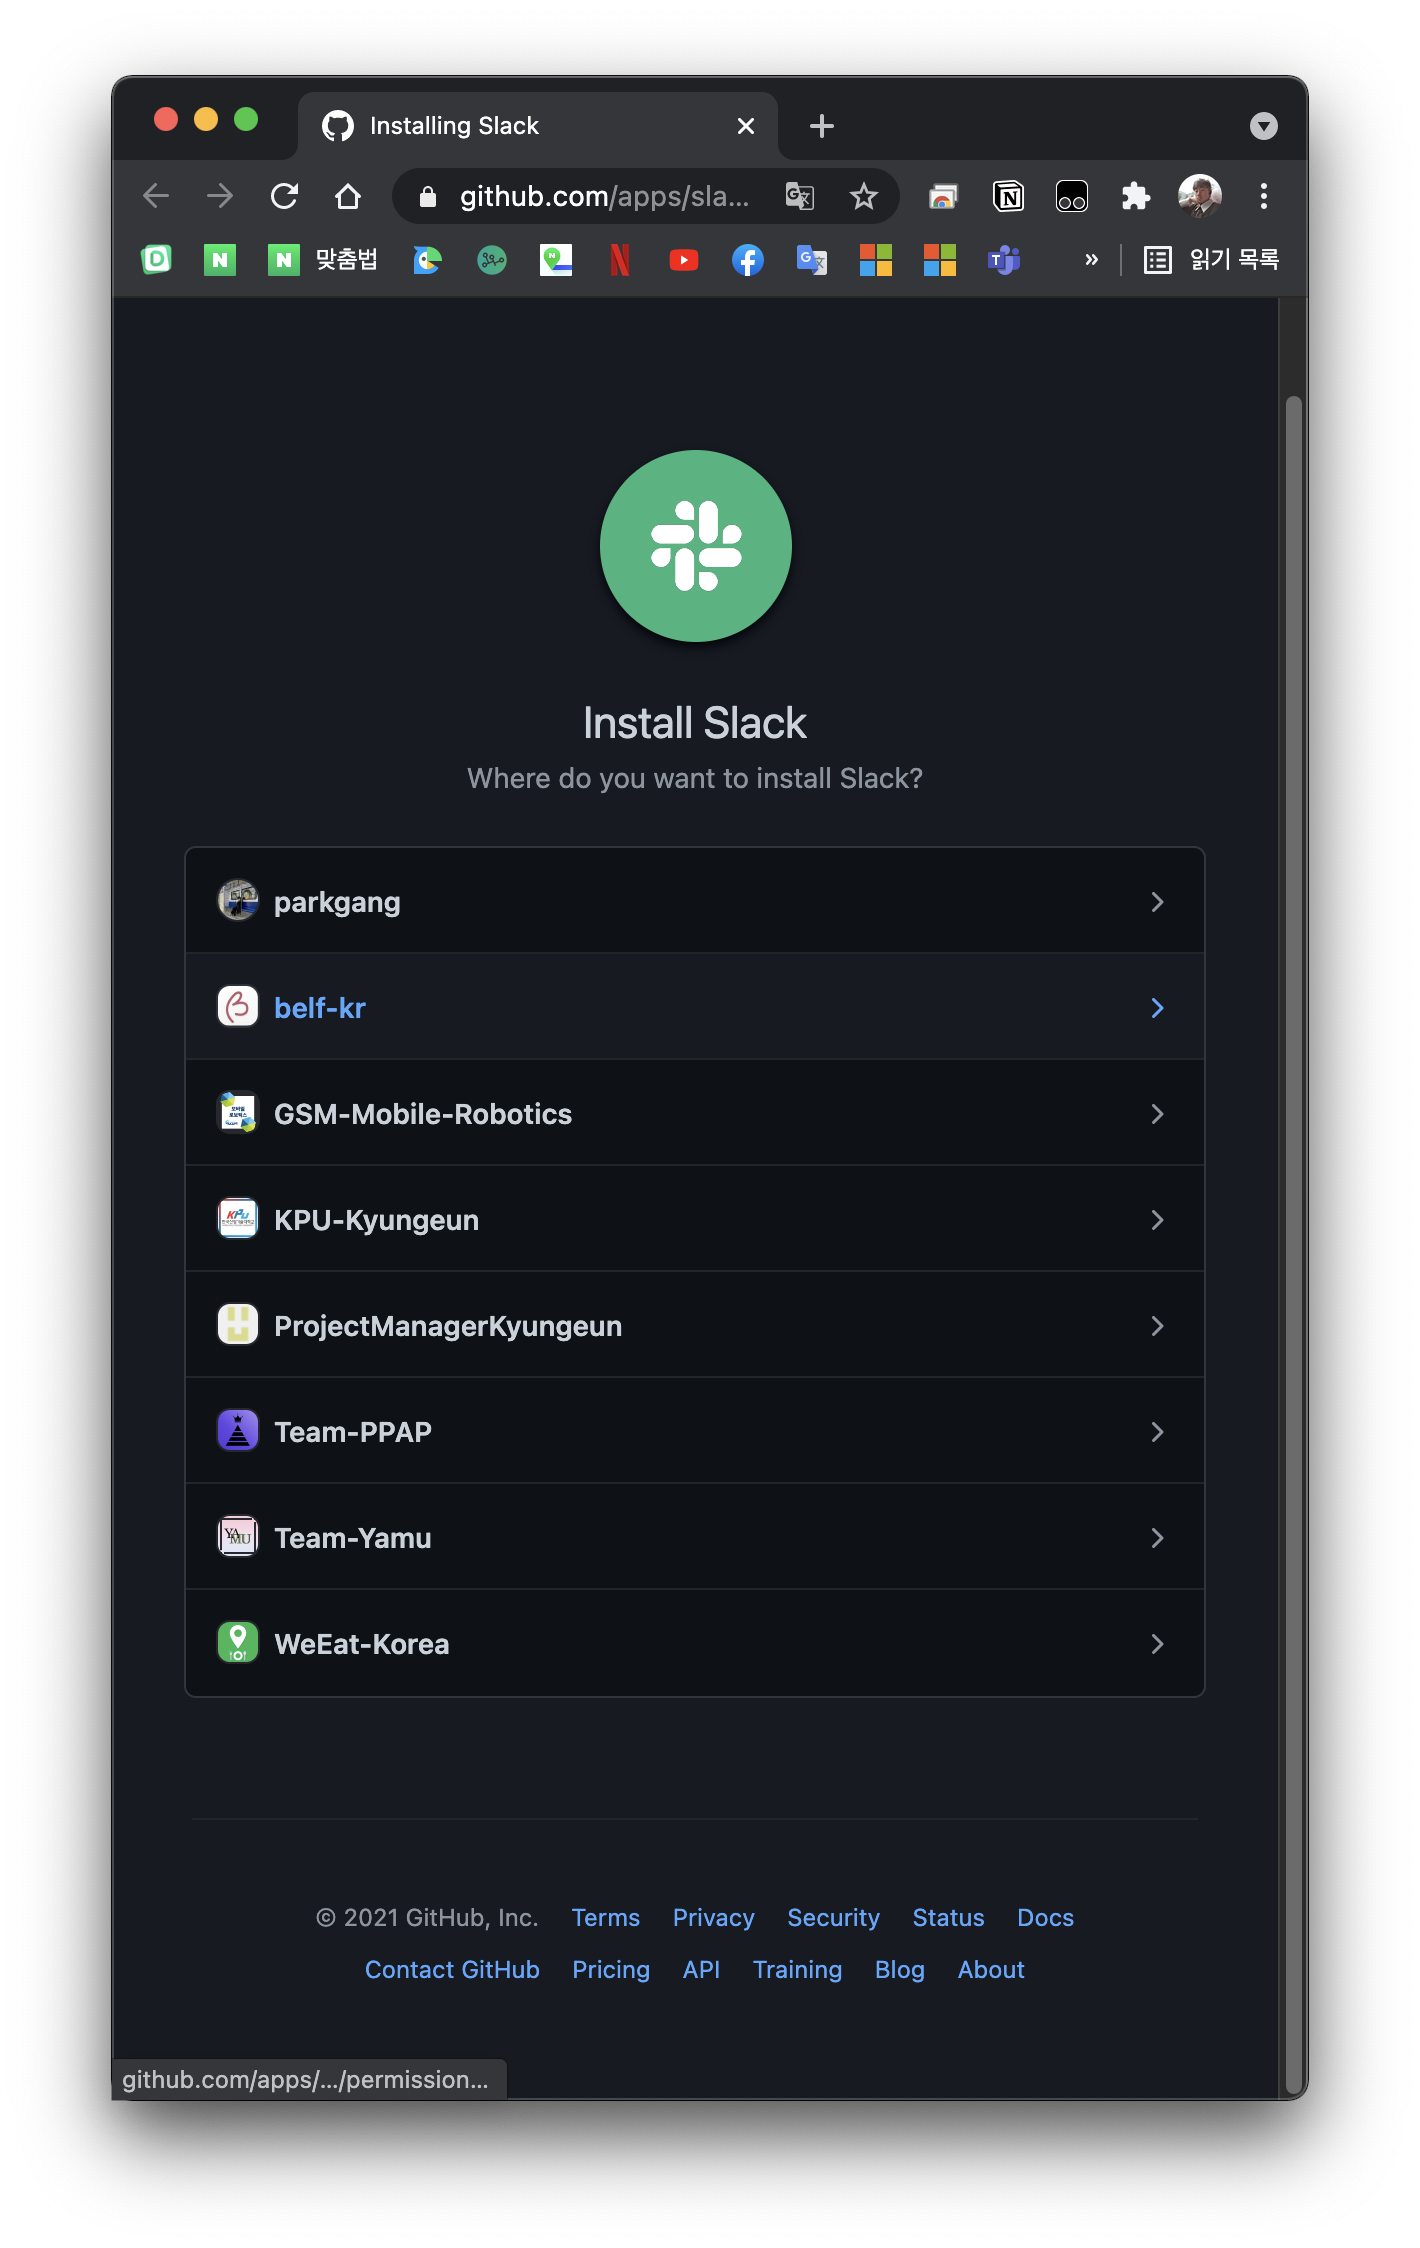 Installing Slack
github.com/apps/sla...
맞춤법
읽기 목록
Install Slack
Where do you want to install Slack?
parkgang
belf-kr
GSM-Mobile-Robotics
KPU-Kyungeun
ProjectManagerKyungeun
Team-PPAP
Team-Yamu
WeEat-Korea
© 2021 GitHub, Inc. Terms Privacy Security Status Docs
Contact GitHub Pricing API Training Blog About
github.com/apps/.../permission...